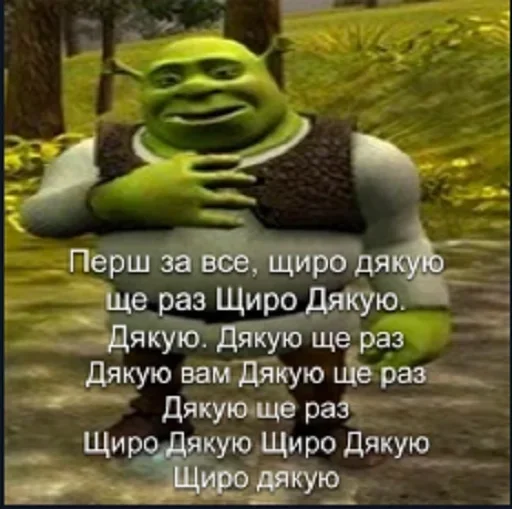 Перш за все, щиро дякую
ще раз Щиро Дякую.
Дякую. Дякую ще раз
Дякую вам Дякую ще раз
Дякую ще раз
Щиро Дякую Щиро Дякую
Щиро дякую